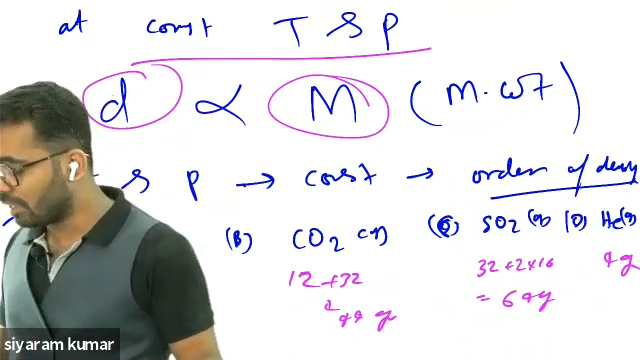 at const T & P
d ∝ M (M.wt)
& P → const → order of density
(B) CO2 (g) (C) SO2 (g) (D) He(g)
12+32 32+2×16 4g
= 44 g = 64g
siyaram kumar